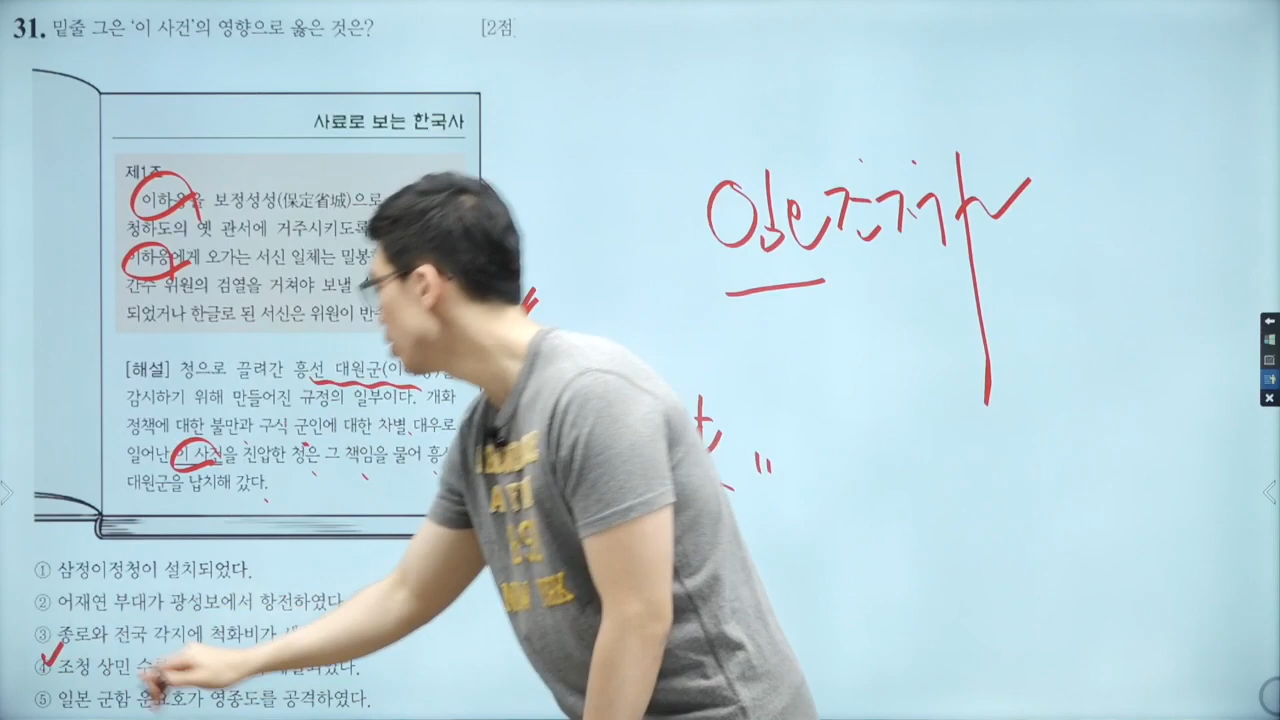 31. 밑줄 그은 '이 사건'의 영향으로 옳은 것은? [2점]
사료로 보는 한국사
제1조
이하응을 보정성성(保定省城)으로
청하도의 옛 관서에 거주시키도록
이하응에게 오가는 서신 일체는
간수 위원의 검열을 거쳐야 보낼
되었거나 한글로 된 서신은 위원이
[해설] 청으로 끌려간 흥선 대원군(이
감시하기 위해 만들어진 규정의 일부이다. 개화
정책에 대한 불만과 구식 군인에 대한 차별 대우로
일어난 이 사건을 진압한 청은 그 책임을 물어
대원군을 납치해 갔다.
① 삼정이정청이 설치되었다.
② 어재연 부대가 광성보에서 항전하였다
③ 종로와 전국 각지에 척화비가
④ 조청 상민
⑤ 일본 군함 운요호가 영종도를 공격하였다.